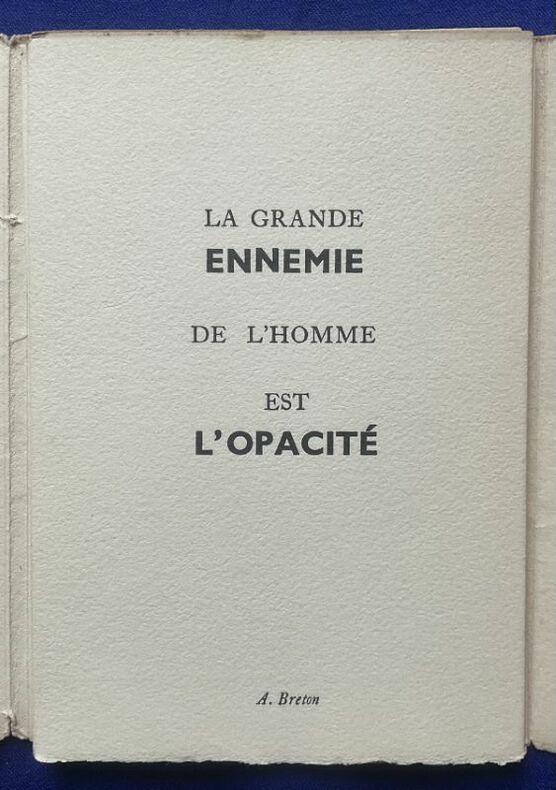 LA GRANDE
ENNEMIE
DE L'HOMME
EST
L'OPACITÉ
A. Breton